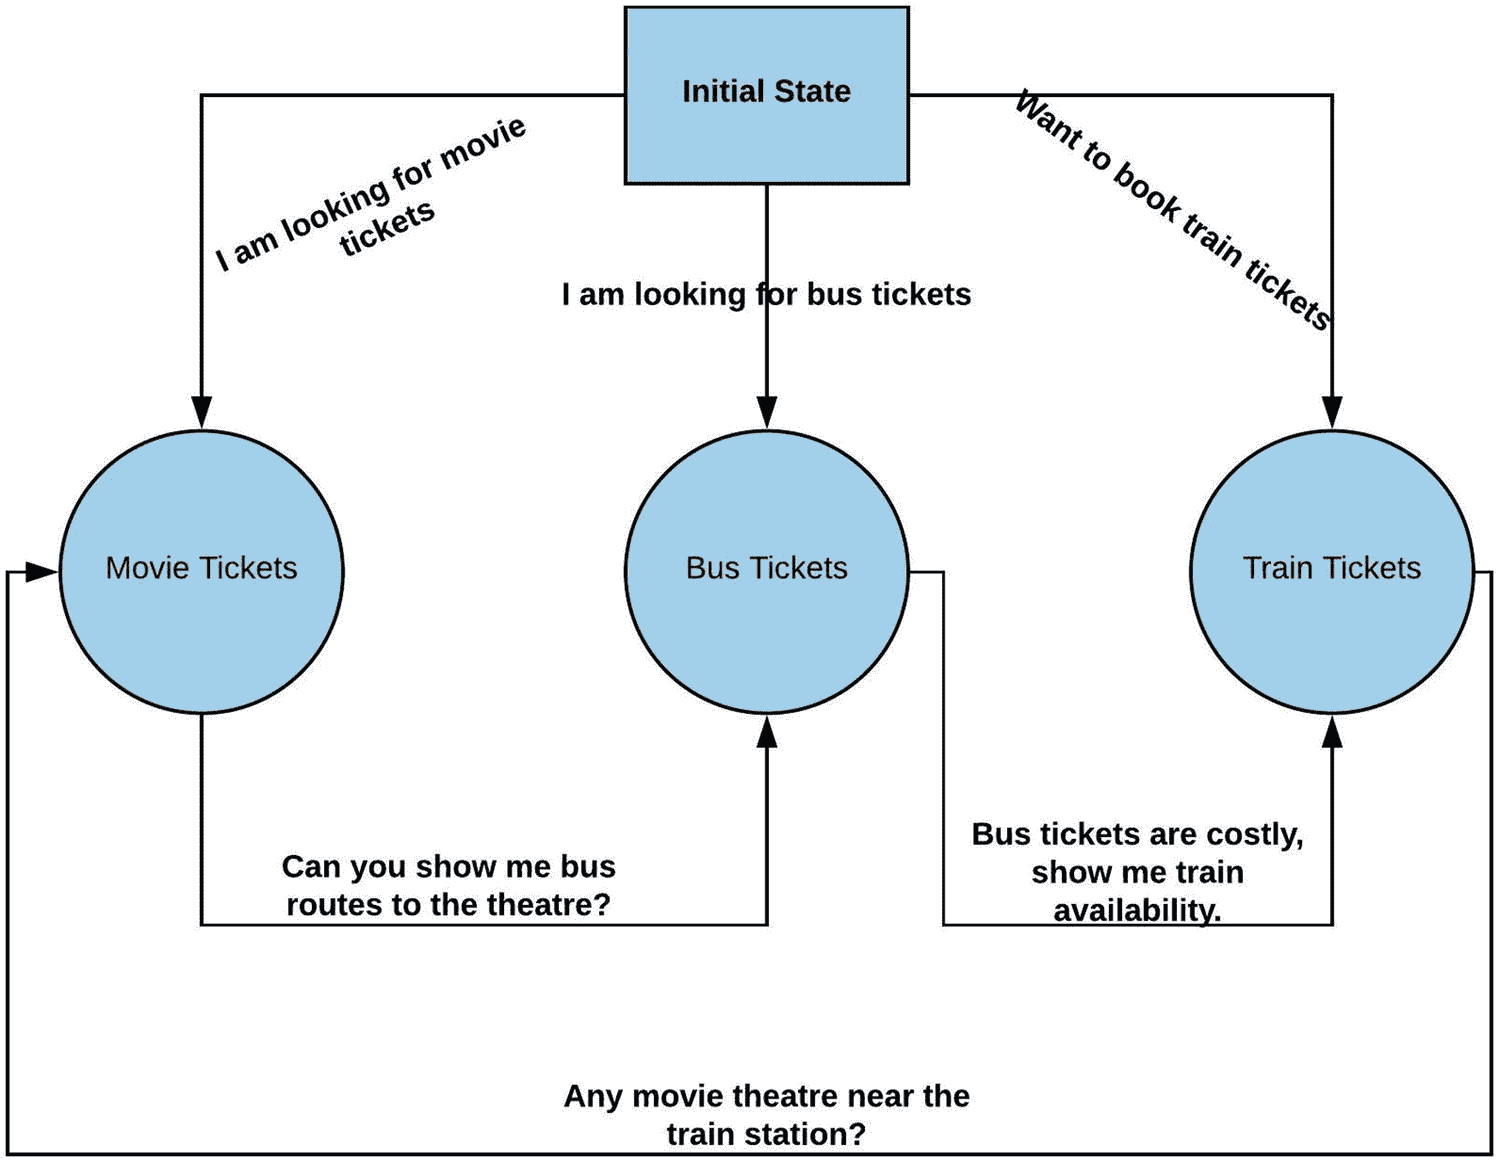 Initial State
I am looking for movie
tickets
Want to book train tickets
I am looking for bus tickets
Movie Tickets
Bus Tickets
Train Tickets
Can you show me bus
routes to the theatre?
Bus tickets are costly,
show me train
availability.
Any movie theatre near the
train station?